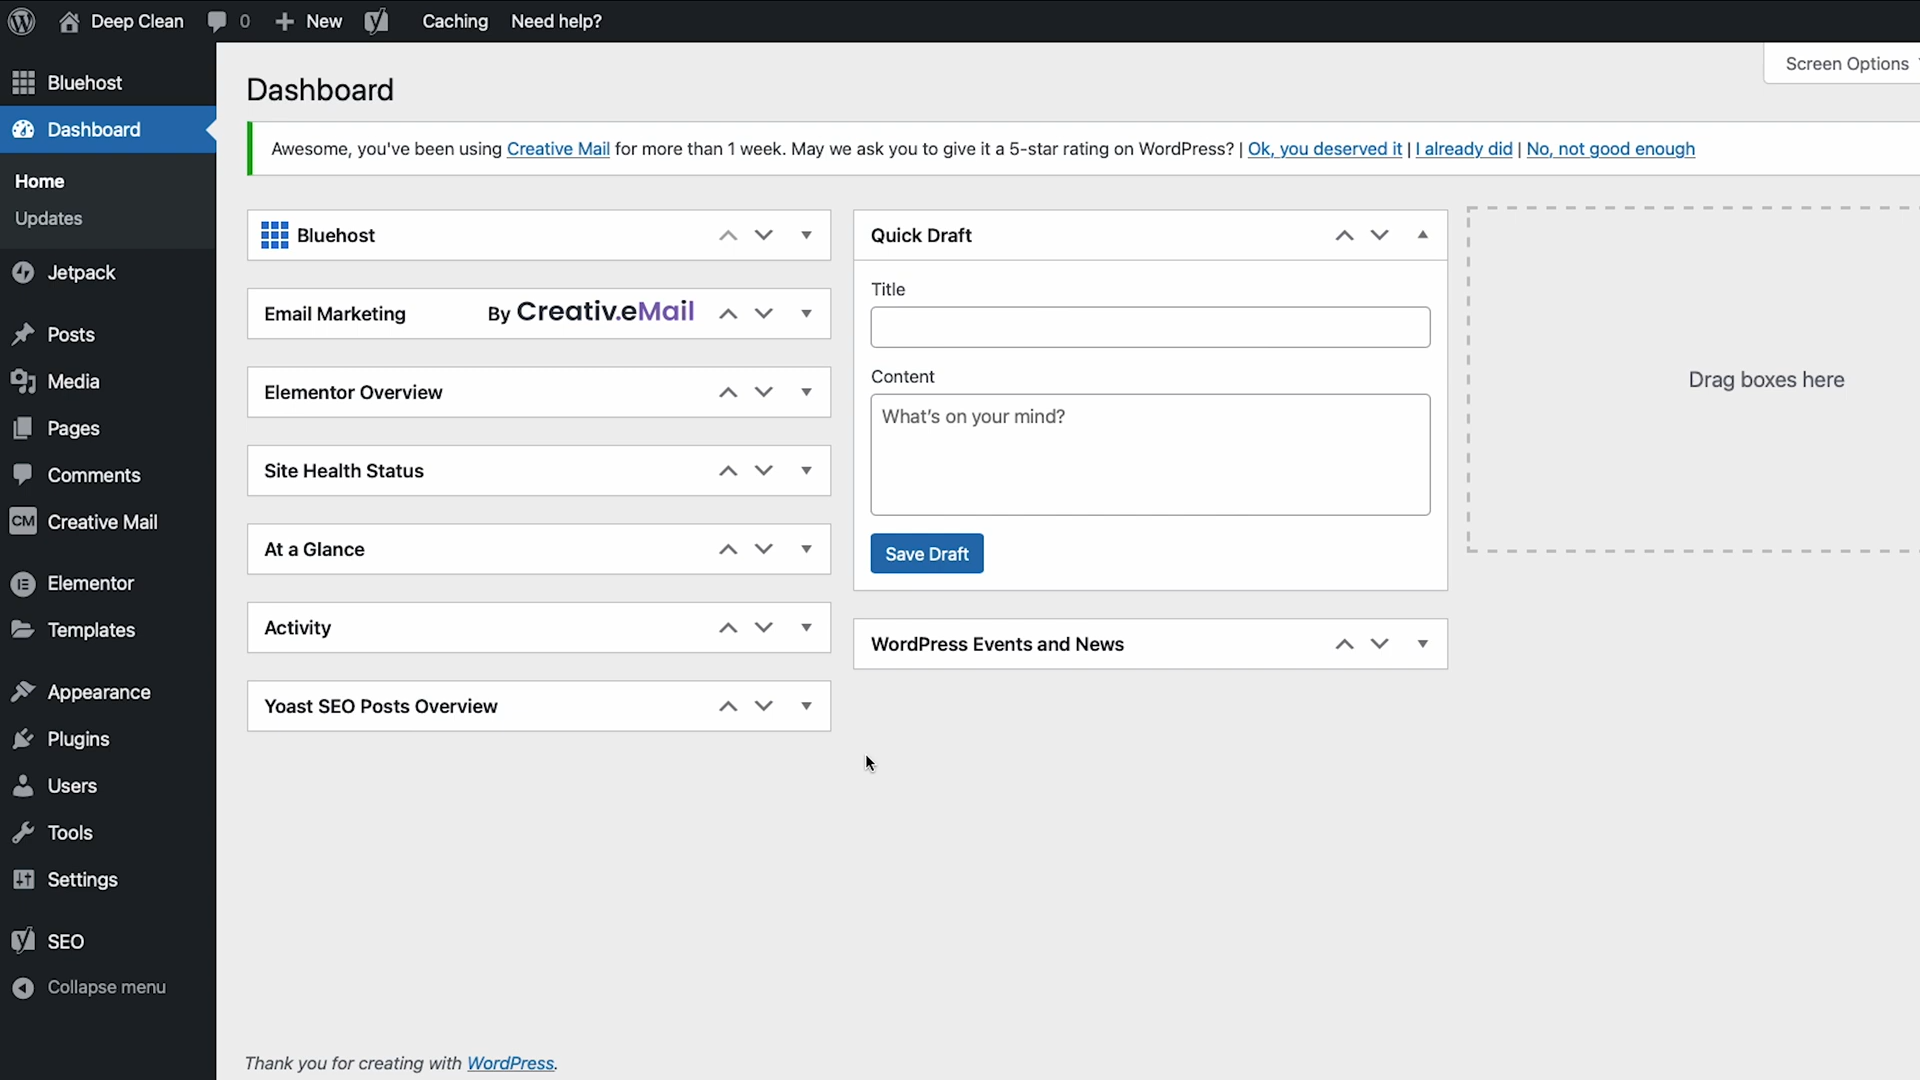 Deep Clean 0 New Caching Need help?
Screen Options
Bluehost
Dashboard
Home
Updates
Jetpack
Posts
Media
Pages
Comments
CM Creative Mail
Elementor
Templates
Appearance
Plugins
Users
Tools
Settings
SEO
Collapse menu
Dashboard
Awesome, you've been using Creative Mail for more than 1 week. May we ask you to give it a 5-star rating on WordPress? | Ok, you deserved it | I already did | No, not good enough
Bluehost
Email Marketing By Creativ.eMail
Elementor Overview
Site Health Status
At a Glance
Activity
Yoast SEO Posts Overview
Quick Draft
Title
Content
What's on your mind?
Save Draft
WordPress Events and News
Drag boxes here
Thank you for creating with WordPress.